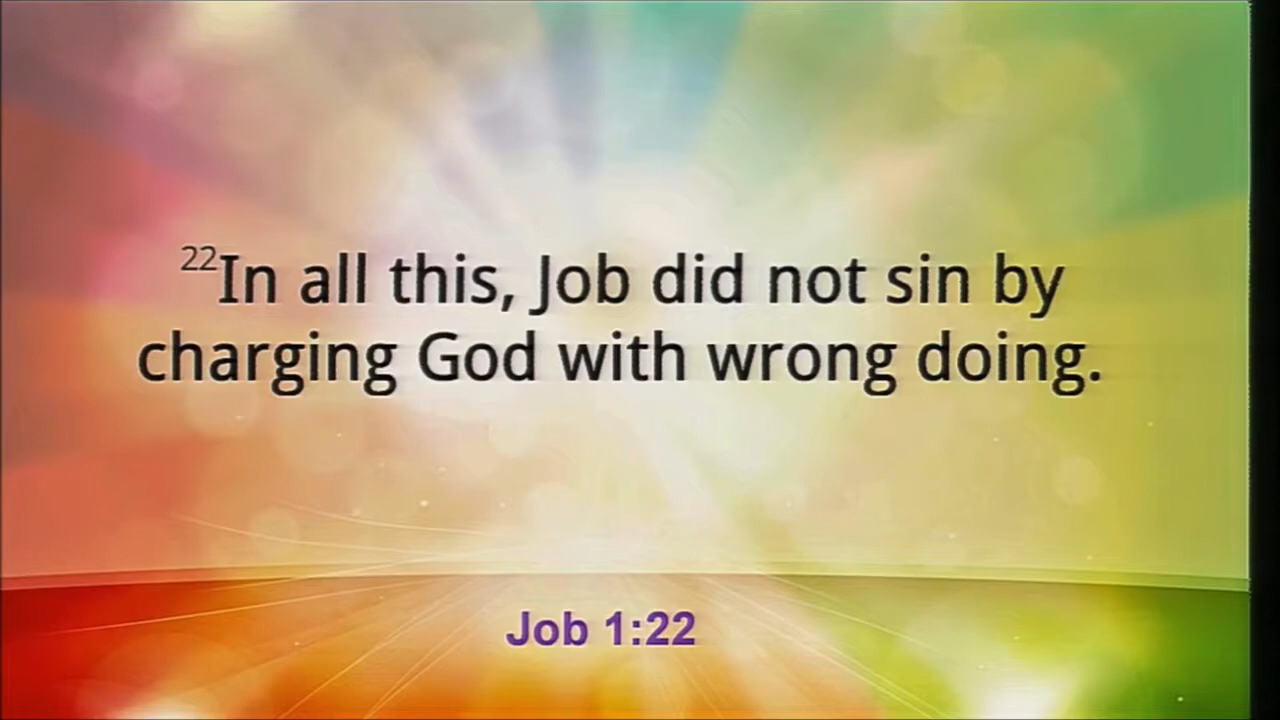 22In all this, Job did not sin by
charging God with wrong doing.
Job 1:22